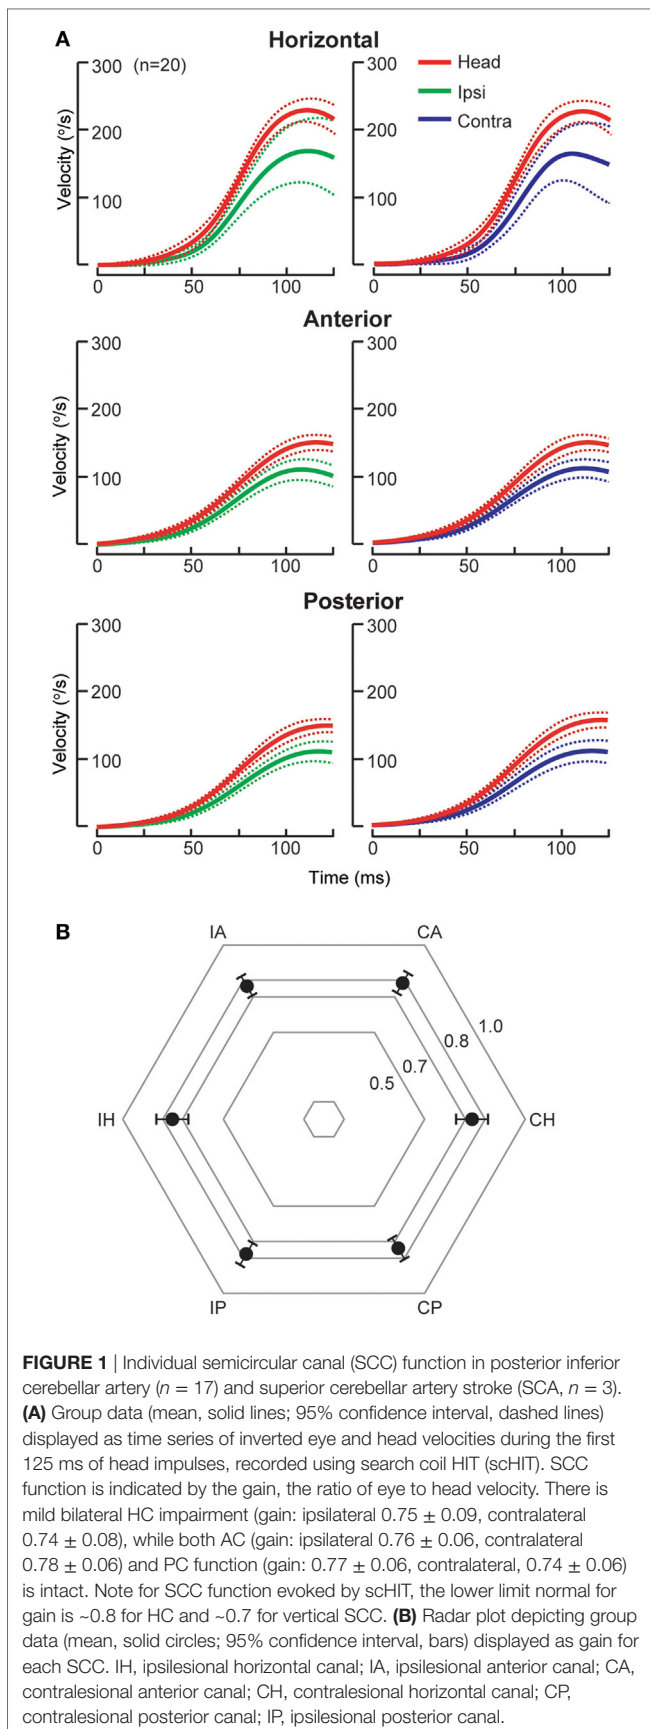 A
Horizontal
300
(n=20)
200
100
Velocity (º/s)
0
50
100
300
200
100
0
50
100
Head
Ipsi
Contra
Anterior
300
200
100
Velocity (º/s)
0
50
100
300
200
100
0
50
100
Posterior
300
200
100
Velocity (º/s)
0
50
100
300
200
100
0
50
100
Time (ms)
B
IA
CA
1.0
0.8
0.7
0.5
IH
CH
IP
CP
FIGURE 1 | Individual semicircular canal (SCC) function in posterior inferior
cerebellar artery (n = 17) and superior cerebellar artery stroke (SCA, n = 3).
(A) Group data (mean, solid lines; 95% confidence interval, dashed lines)
displayed as time series of inverted eye and head velocities during the first
125 ms of head impulses, recorded using search coil HIT (scHIT). SCC
function is indicated by the gain, the ratio of eye to head velocity. There is
mild bilateral HC impairment (gain: ipsilateral 0.75 ± 0.09, contralateral
0.74 ± 0.08), while both AC (gain: ipsilateral 0.76 ± 0.06, contralateral
0.78 ± 0.06) and PC function (gain: 0.77 ± 0.06, contralateral, 0.74 ± 0.06)
is intact. Note for SCC function evoked by scHIT, the lower limit normal for
gain is ~0.8 for HC and ~0.7 for vertical SCC. (B) Radar plot depicting group
data (mean, solid circles; 95% confidence interval, bars) displayed as gain for
each SCC. IH, ipsilesional horizontal canal; IA, ipsilesional anterior canal; CA,
contralesional anterior canal; CH, contralesional horizontal canal; CP,
contralesional posterior canal; IP, ipsilesional posterior canal.